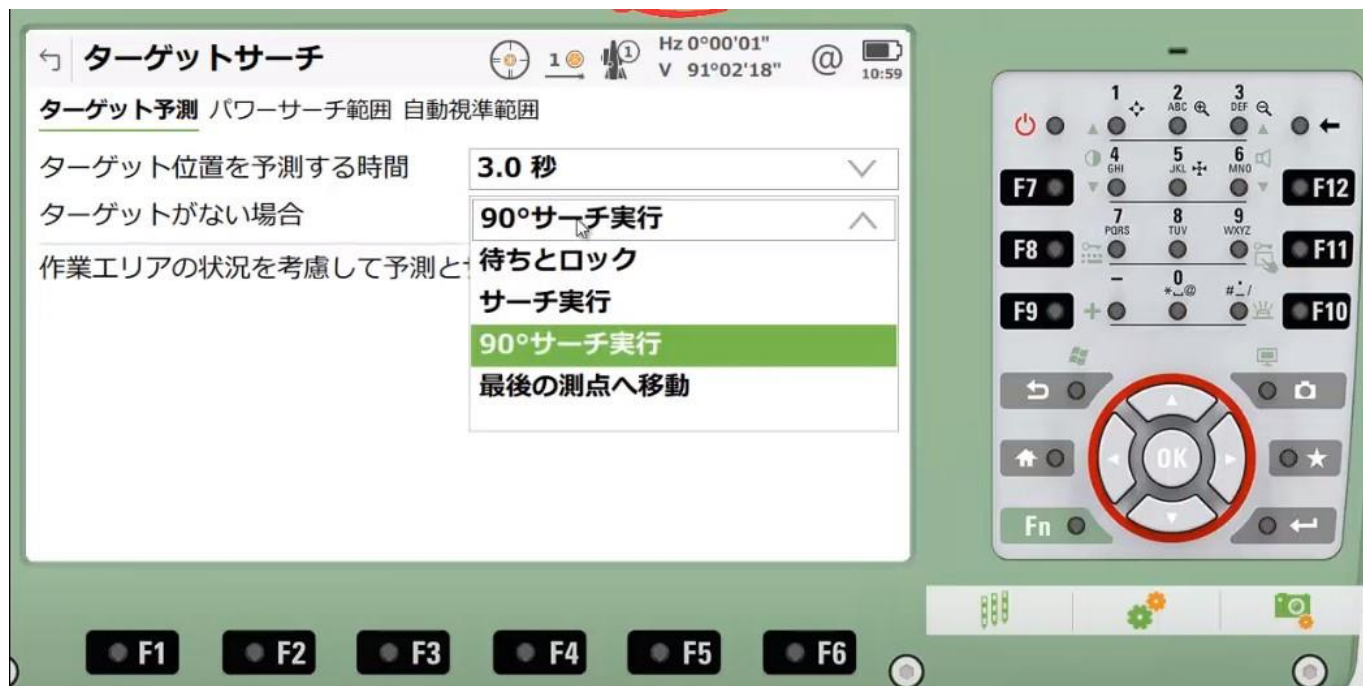 ターゲットサーチ
1
1
Hz 0°00'01"
V 91°02'18"
@
10:59
ターゲット予測 パワーサーチ範囲 自動視準範囲
ターゲット位置を予測する時間 3.0 秒
ターゲットがない場合 90°サーチ実行
待ちとロック
作業エリアの状況を考慮して予測と
サーチ実行
90°サーチ実行
最後の測点へ移動
1 2 ABC 3 DEF
F7 4 GHI 5 JKL 6 MNO F12
F8 7 PQRS 8 TUV 9 WXYZ F11
F9 - 0 *⎵@ . #_/ F10
OK
Fn
F1 F2 F3 F4 F5 F6